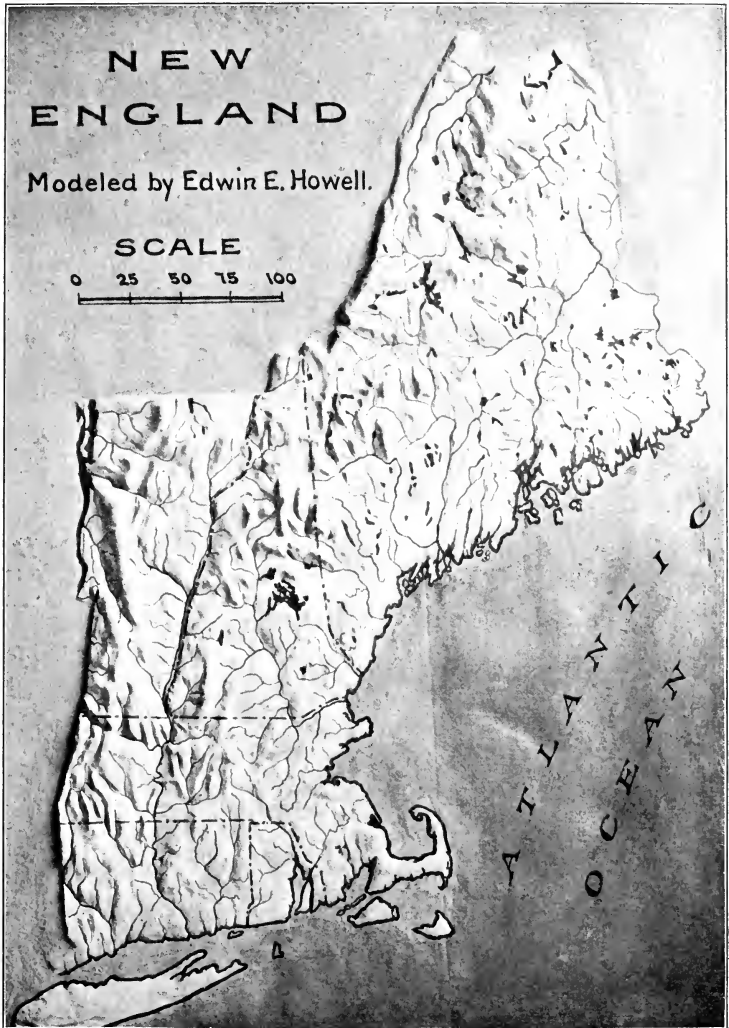 NEW
ENGLAND
Modeled by Edwin E. Howell.
SCALE
0 25 50 75 100
ATLANTIC
OCEAN